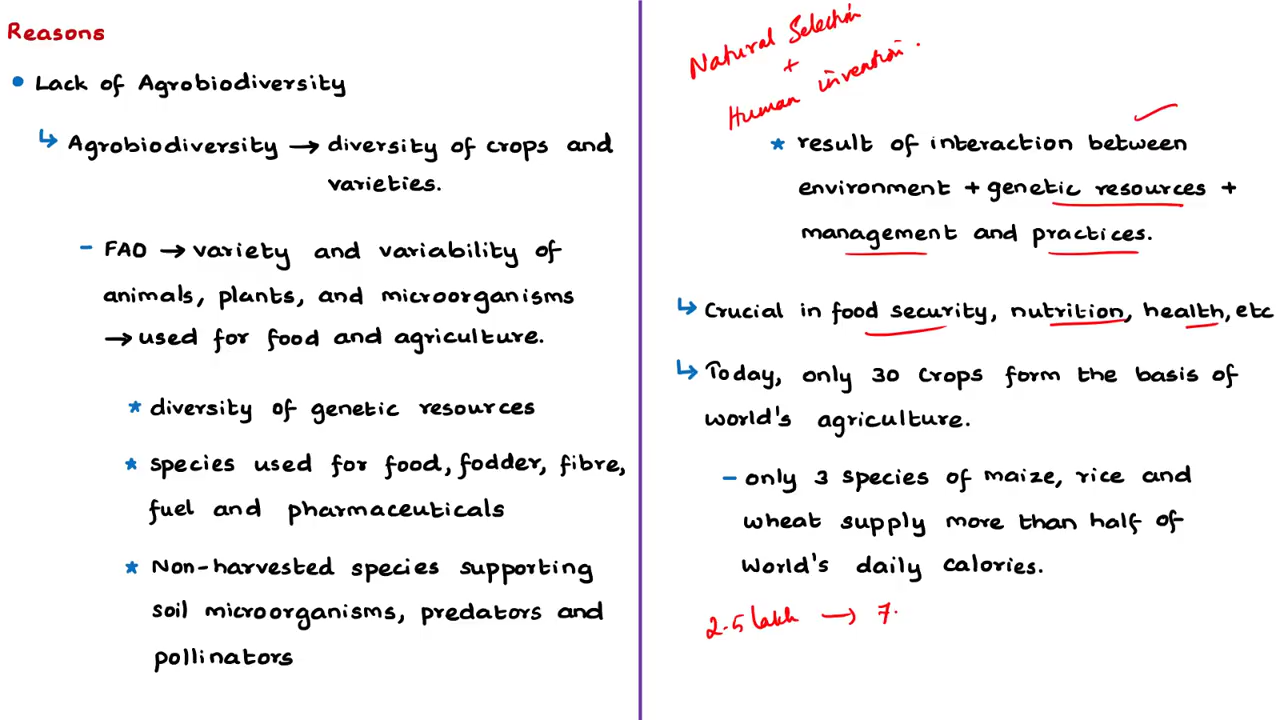 Reasons
• Lack of Agrobiodiversity
↳ Agrobiodiversity → diversity of crops and
varieties.
- FAO → variety and variability of
animals, plants, and microorganisms
→ used for food and agriculture.
* diversity of genetic resources
* species used for food, fodder, fibre,
fuel and pharmaceuticals
* Non-harvested species supporting
soil microorganisms, predators and
pollinators
Natural Selection
+
Human invention.
* result of interaction between
environment + genetic resources +
management and practices.
↳ Crucial in food security, nutrition, health, etc
↳ Today, only 30 crops form the basis of
world's agriculture.
- only 3 species of maize, rice and
wheat supply more than half of
world's daily calories.
2.5 lakh → 7.